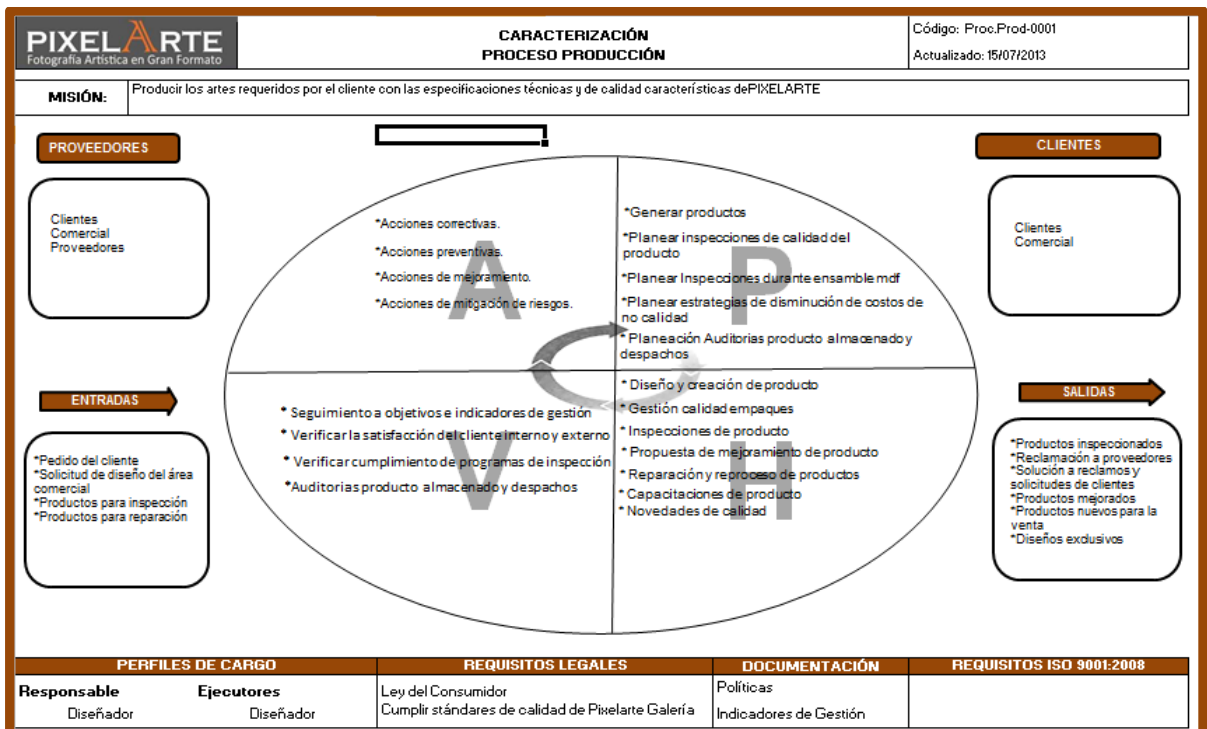 PIXELARTE
Fotografía Artística en Gran Formato
CARACTERIZACIÓN
PROCESO PRODUCCIÓN
Código: Proc.Prod-0001
Actualizado: 15/07/2013
MISIÓN:
Producir los artes requeridos por el cliente con las especificaciones técnicas y de calidad características dePIXELARTE
PROVEEDORES
Clientes
Comercial
Proveedores
ENTRADAS
*Pedido del cliente
*Solicitud de diseño del área
comercial
*Productos para inspección
*Productos para reparación
A
*Acciones correctivas.
*Acciones preventivas.
*Acciones de mejoramiento.
*Acciones de mitigación de riesgos.
P
*Generar productos
*Planear inspecciones de calidad del
producto
*Planear Inspecciones durante ensamble mdf
*Planear estrategias de disminución de costos de
no calidad
* Planeación Auditorias producto almacenado y
despachos
V
* Seguimiento a objetivos e indicadores de gestión
* Verificar la satisfacción del cliente interno y externo
* Verificar cumplimiento de programas de inspección
*Auditorias producto almacenado y despachos
H
* Diseño y creación de producto
* Gestión calidad empaques
* Inspecciones de producto
* Propuesta de mejoramiento de producto
* Reparación y reproceso de productos
* Capacitaciones de producto
* Novedades de calidad
CLIENTES
Clientes
Comercial
SALIDAS
*Productos inspeccionados
*Reclamación a proveedores
*Solución a reclamos y
solicitudes de clientes
*Productos mejorados
*Productos nuevos para la
venta
*Diseños exclusivos
PERFILES DE CARGO
Responsable
Diseñador
Ejecutores
Diseñador
REQUISITOS LEGALES
Ley del Consumidor
Cumplir stándares de calidad de Pixelarte Galería
DOCUMENTACIÓN
Políticas
Indicadores de Gestión
REQUISITOS ISO 9001:2008